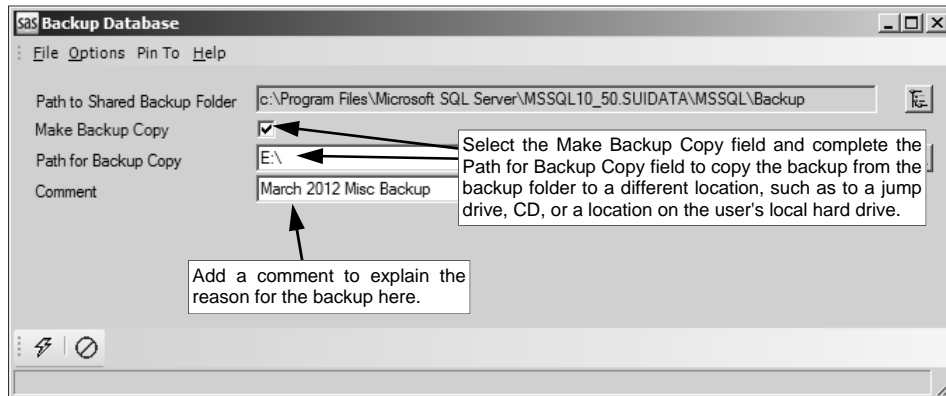 sas Backup Database
File Options Pin To Help
Path to Shared Backup Folder c:\Program Files\Microsoft SQL Server\MSSQL10_50.SUIDATA\MSSQL\Backup
Make Backup Copy
Path for Backup Copy E:\
Comment March 2012 Misc Backup
Select the Make Backup Copy field and complete the
Path for Backup Copy field to copy the backup from the
backup folder to a different location, such as to a jump
drive, CD, or a location on the user's local hard drive.
Add a comment to explain the
reason for the backup here.